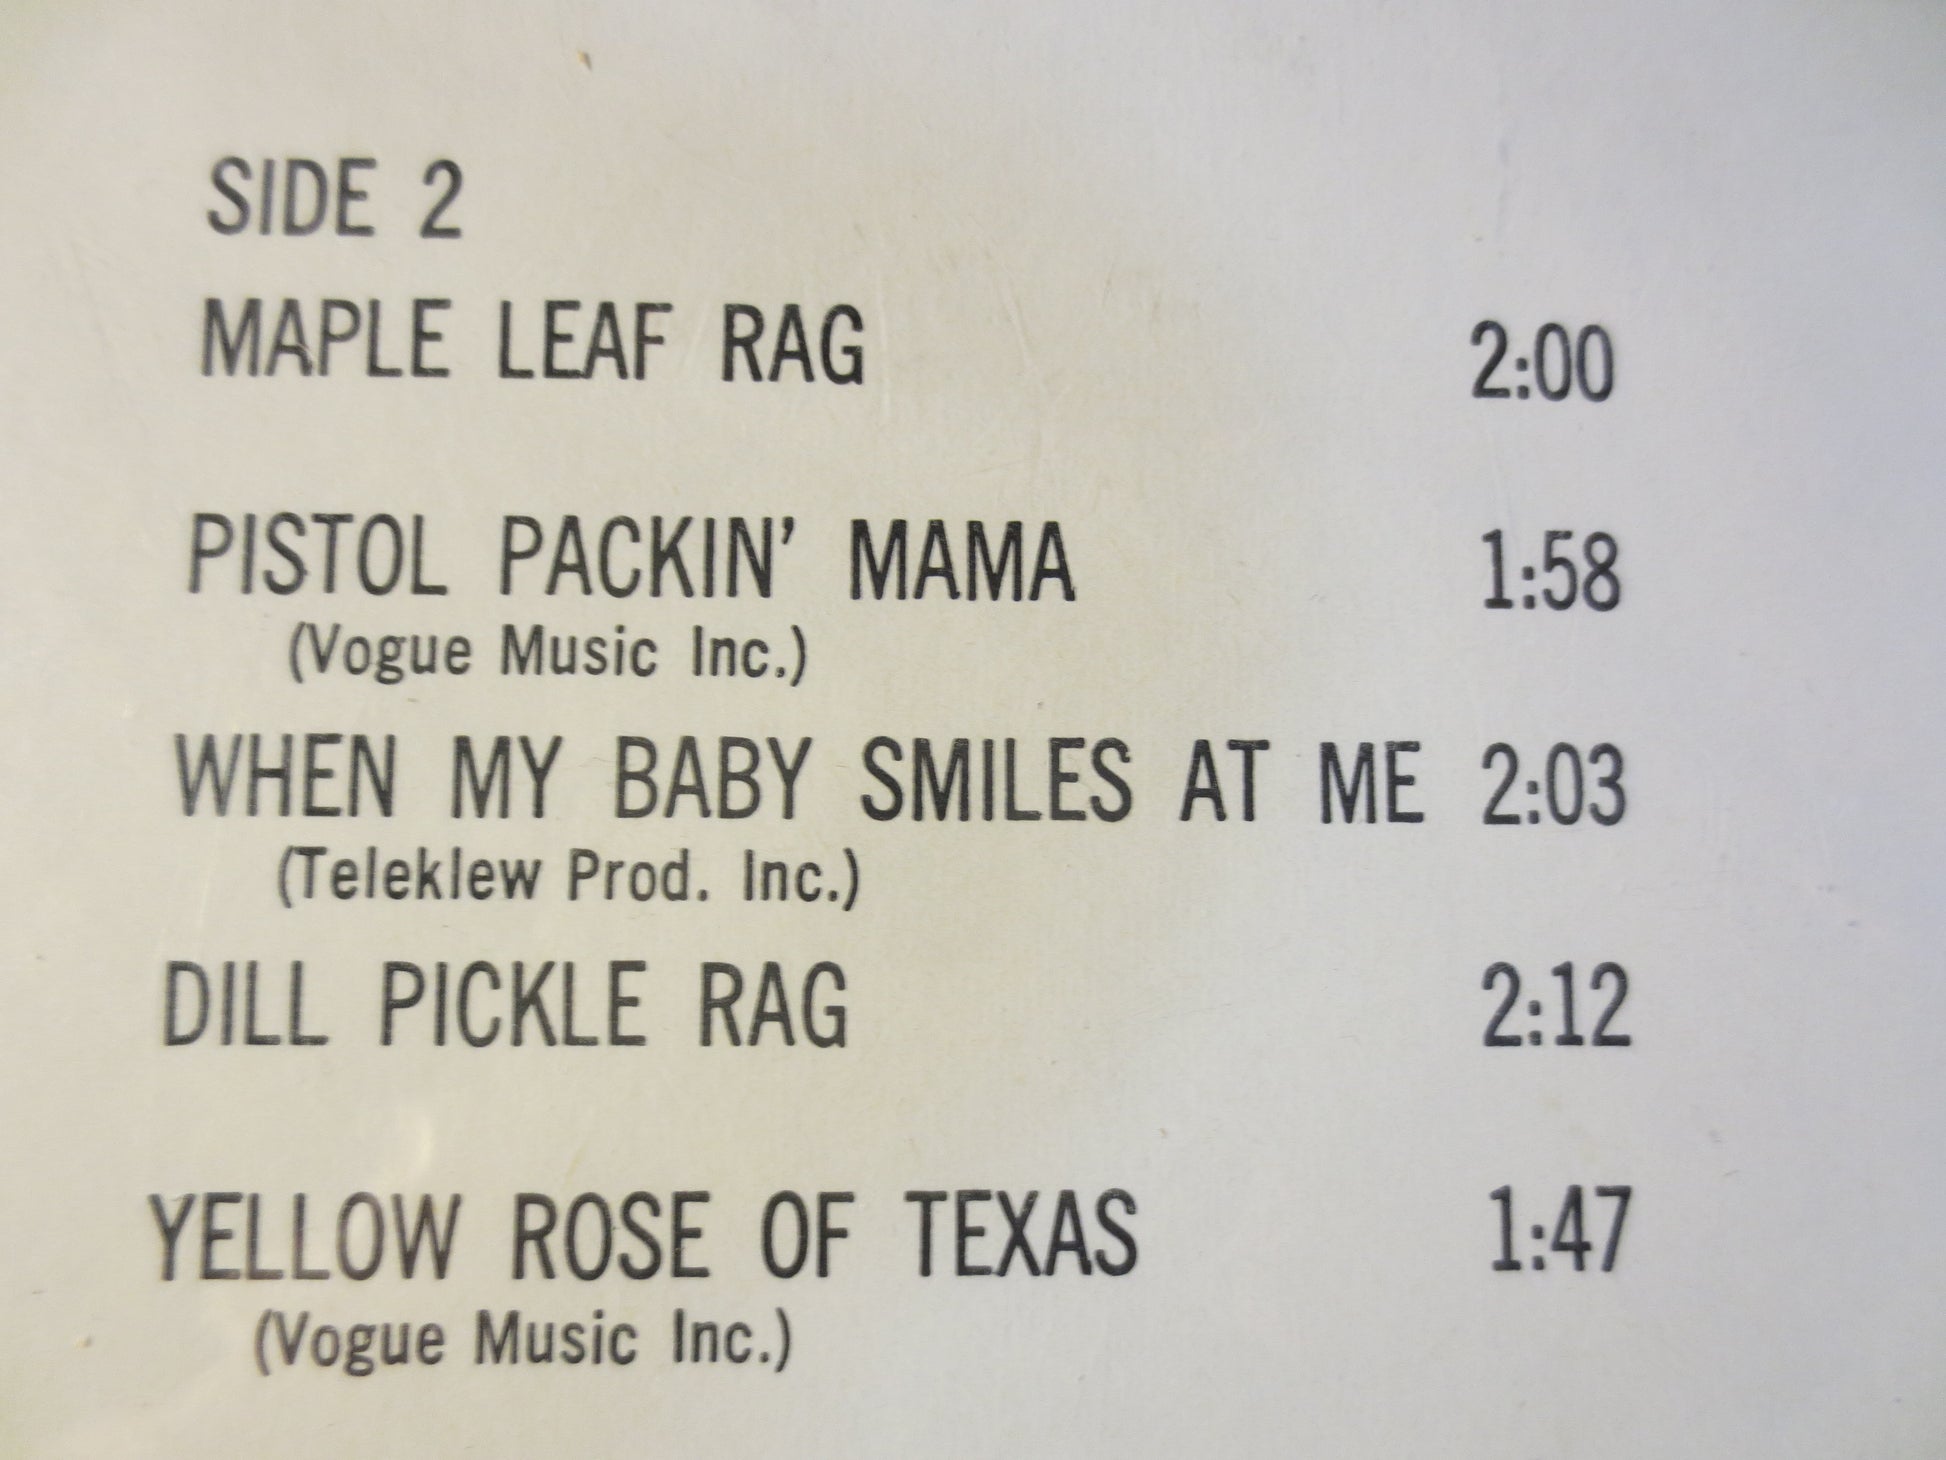 SIDE 2
MAPLE LEAF RAG 2:00
PISTOL PACKIN' MAMA 1:58
(Vogue Music Inc.)
WHEN MY BABY SMILES AT ME 2:03
(Teleklew Prod. Inc.)
DILL PICKLE RAG 2:12
YELLOW ROSE OF TEXAS 1:47
(Vogue Music Inc.)